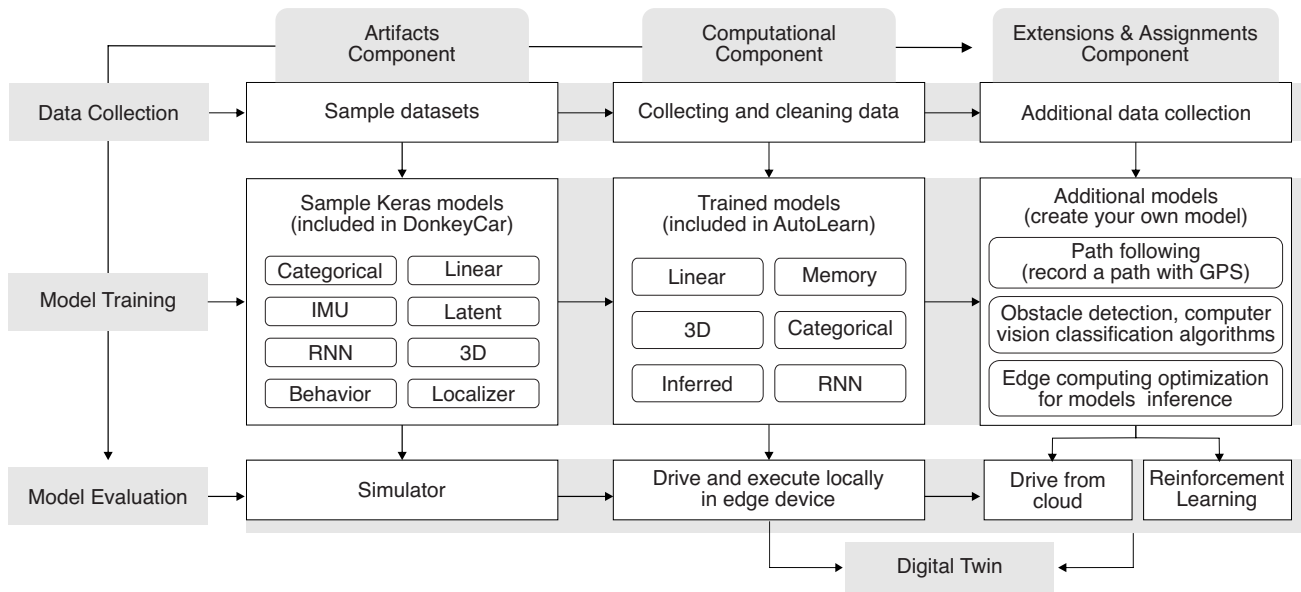 Artifacts
Component
Computational
Component
Extensions & Assignments
Component
Data Collection
Sample datasets
Collecting and cleaning data
Additional data collection
Model Training
Sample Keras models
(included in DonkeyCar)
Categorical
Linear
IMU
Latent
RNN
3D
Behavior
Localizer
Trained models
(included in AutoLearn)
Linear
Memory
3D
Categorical
Inferred
RNN
Additional models
(create your own model)
Path following
(record a path with GPS)
Obstacle detection, computer
vision classification algorithms
Edge computing optimization
for models inference
Model Evaluation
Simulator
Drive and execute locally
in edge device
Drive from
cloud
Reinforcement
Learning
Digital Twin